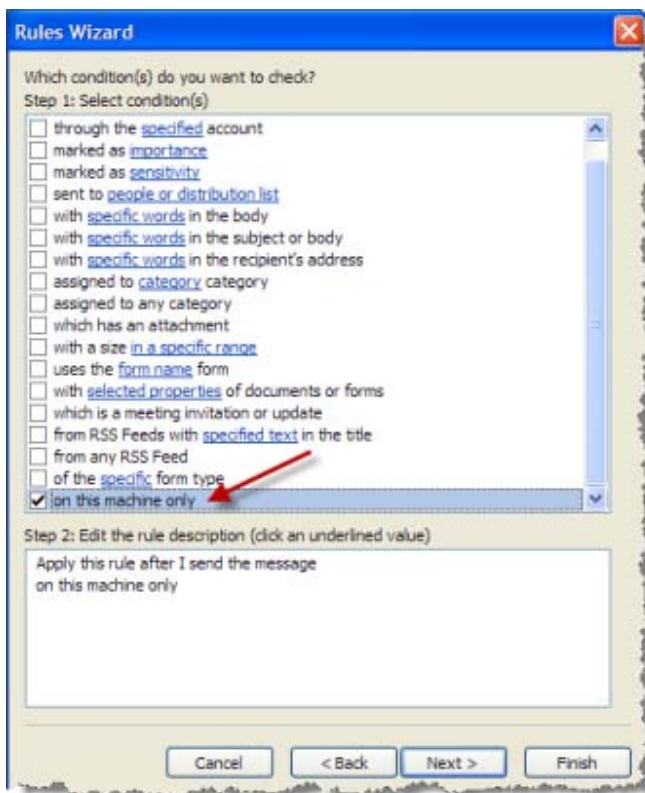 Rules Wizard
Which condition(s) do you want to check?
Step 1: Select condition(s)
through the specified account
marked as importance
marked as sensitivity
sent to people or distribution list
with specific words in the body
with specific words in the subject or body
with specific words in the recipient's address
assigned to category category
assigned to any category
which has an attachment
with a size in a specific range
uses the form name form
with selected properties of documents or forms
which is a meeting invitation or update
from RSS Feeds with specified text in the title
from any RSS Feed
of the specific form type
on this machine only
Step 2: Edit the rule description (click an underlined value)
Apply this rule after I send the message
on this machine only
Cancel < Back Next > Finish